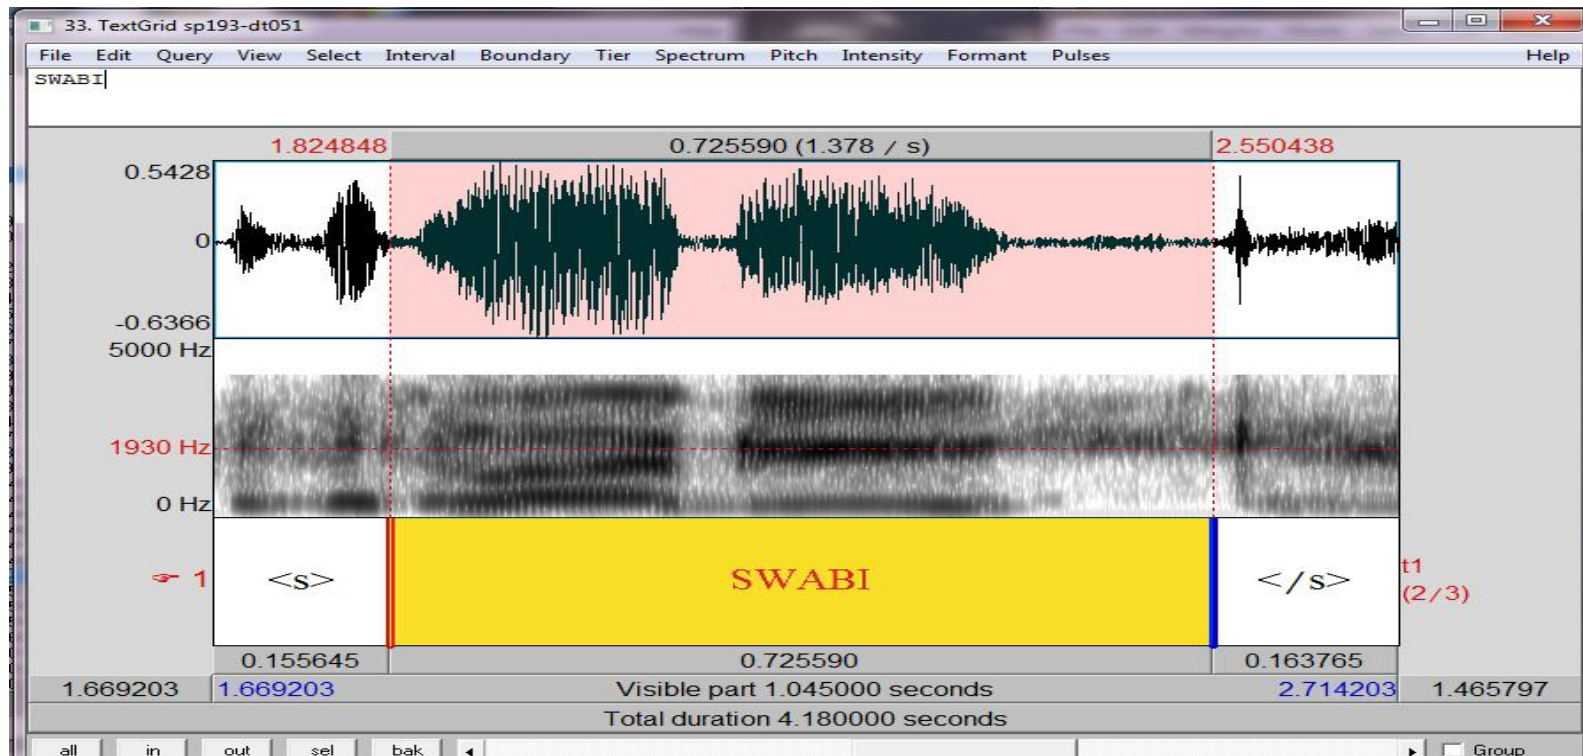 33. TextGrid sp193-dt051
File Edit Query View Select Interval Boundary Tier Spectrum Pitch Intensity Formant Pulses Help
SWABI
1.824848 0.725590 (1.378 / s) 2.550438
0.5428
0
-0.6366
5000 Hz
1930 Hz
0 Hz
☞ 1 <s> SWABI </s> t1
(2/3)
0.155645 0.725590 0.163765
1.669203 1.669203 Visible part 1.045000 seconds 2.714203 1.465797
Total duration 4.180000 seconds
all in out sel bak Group